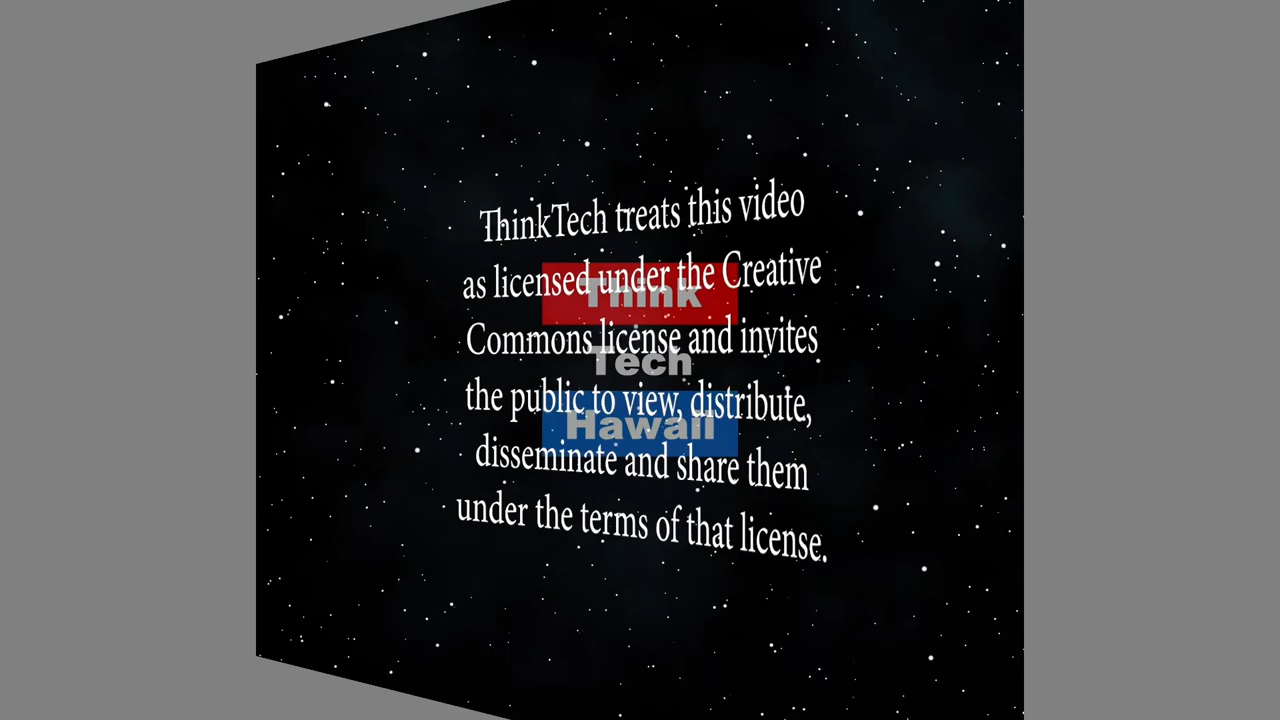 ThinkTech treats this video
as licensed under the Creative
Commons license and invites
the public to view, distribute,
disseminate and share them
under the terms of that license.
Think
Tech
Hawaii